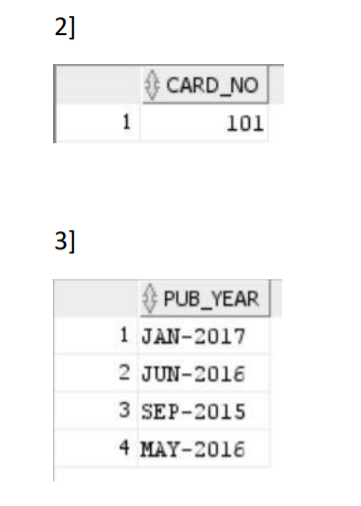 2]
CARD_NO
1 101
3]
PUB_YEAR
1 JAN-2017
2 JUN-2016
3 SEP-2015
4 MAY-2016